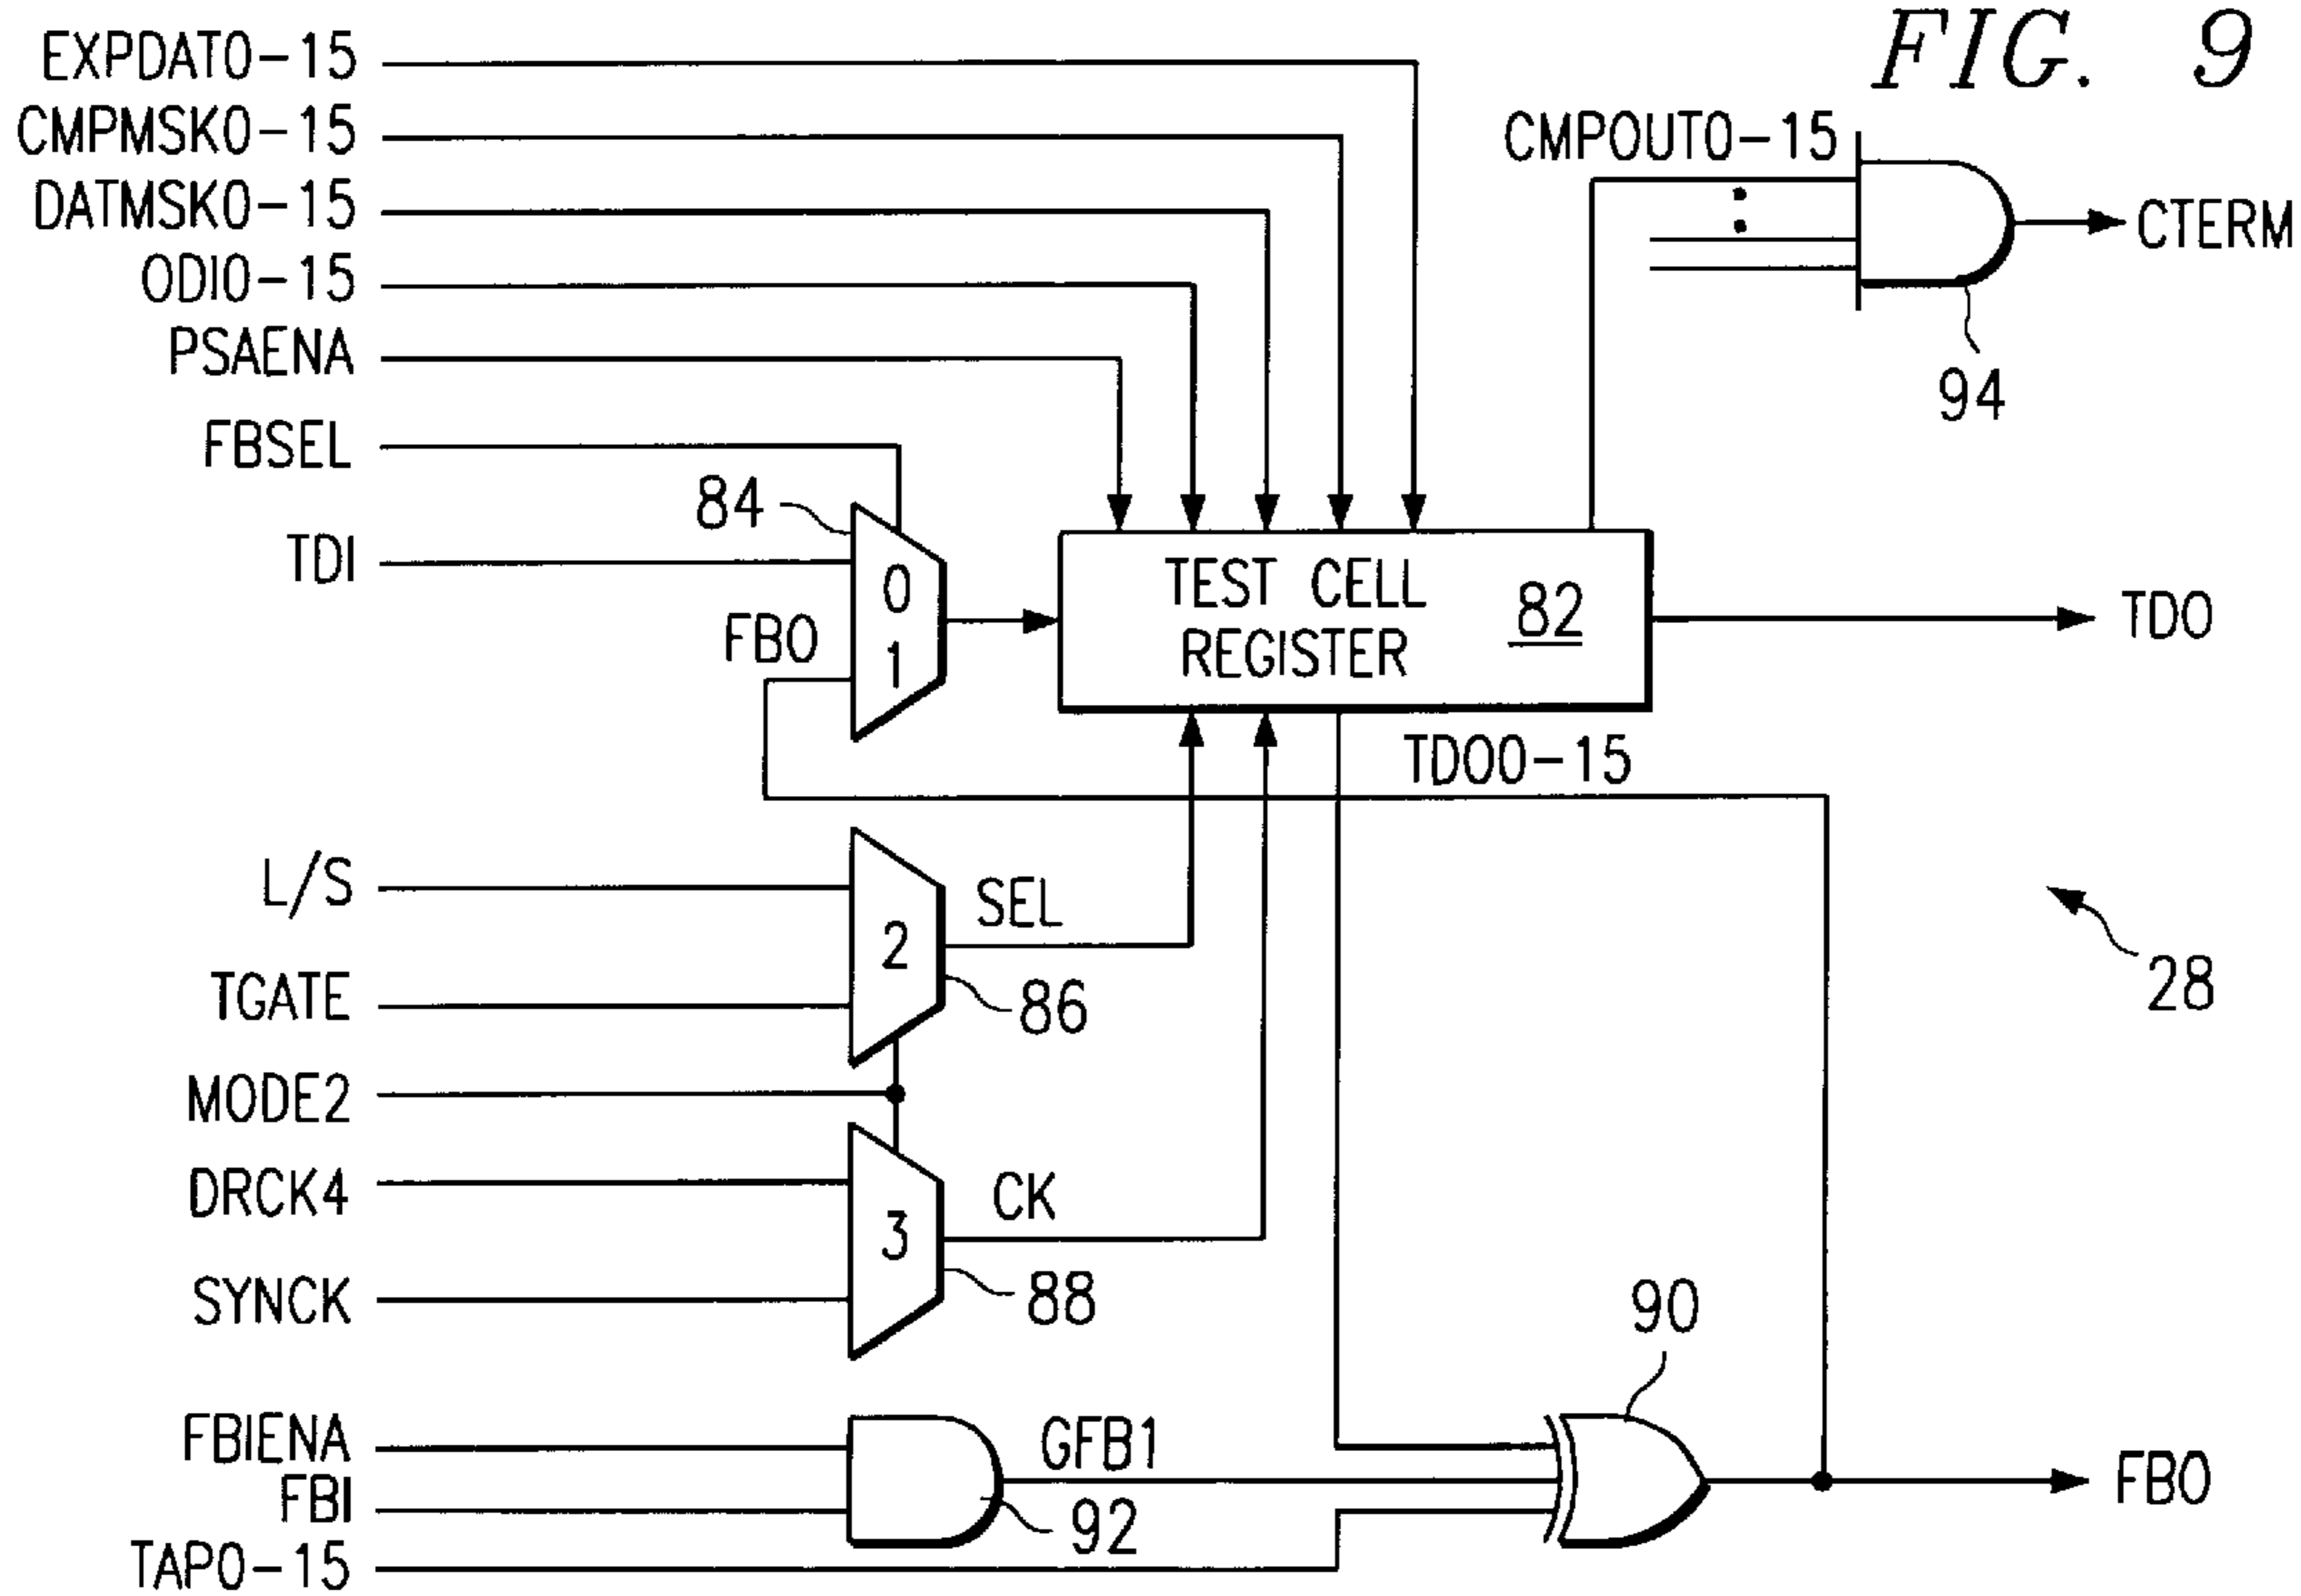 FIG. 9
EXPDAT0-15
CMPMSK0-15
CMPOUT0-15
DATMSK0-15
CTERM
ODI0-15
PSAENA
94
FBSEL
84
TDI
0
1
FBO
TEST CELL
REGISTER
82
TDO
TDO0-15
L/S
2
SEL
TGATE
86
28
MODE2
DRCK4
3
CK
SYNCK
88
90
FBIENA
GFB1
FBI
92
FBO
TAP0-15